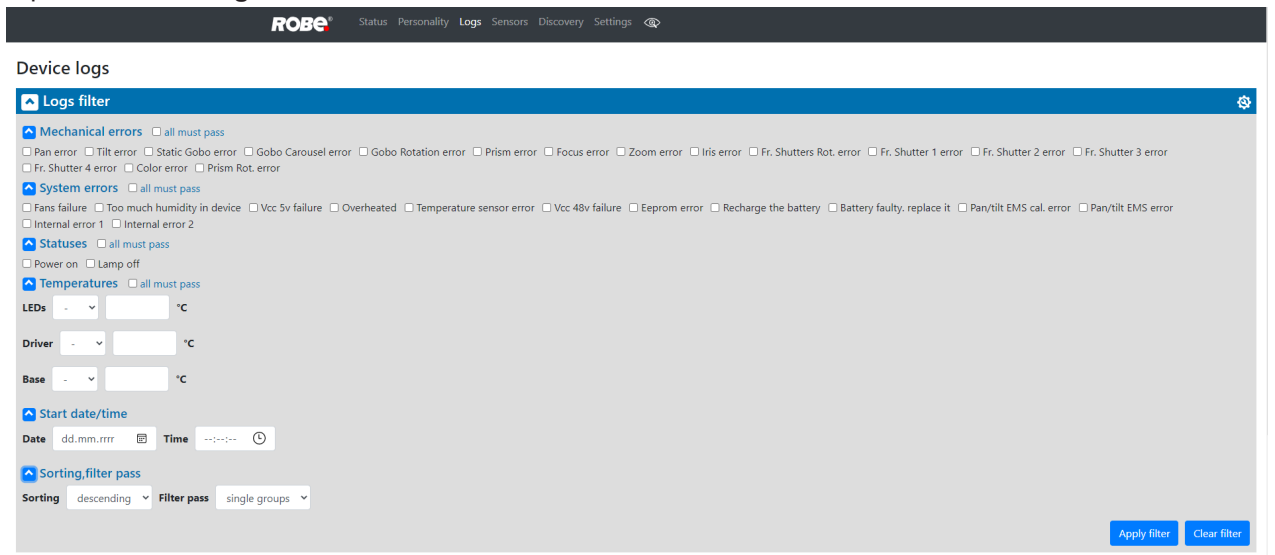 ROBE® Status Personality Logs Sensors Discovery Settings
Device logs
Logs filter
Mechanical errors all must pass
Pan error Tilt error Static Gobo error Gobo Carousel error Gobo Rotation error Prism error Focus error Zoom error Iris error Fr. Shutters Rot. error Fr. Shutter 1 error Fr. Shutter 2 error Fr. Shutter 3 error
Fr. Shutter 4 error Color error Prism Rot. error
System errors all must pass
Fans failure Too much humidity in device Vcc 5v failure Overheated Temperature sensor error Vcc 48v failure Eeprom error Recharge the battery Battery faulty. replace it Pan/tilt EMS cal. error Pan/tilt EMS error
Internal error 1 Internal error 2
Statuses all must pass
Power on Lamp off
Temperatures all must pass
LEDs - °C
Driver - °C
Base - °C
Start date/time
Date dd.mm.rrrr Time --:--:--
Sorting,filter pass
Sorting descending Filter pass single groups
Apply filter Clear filter